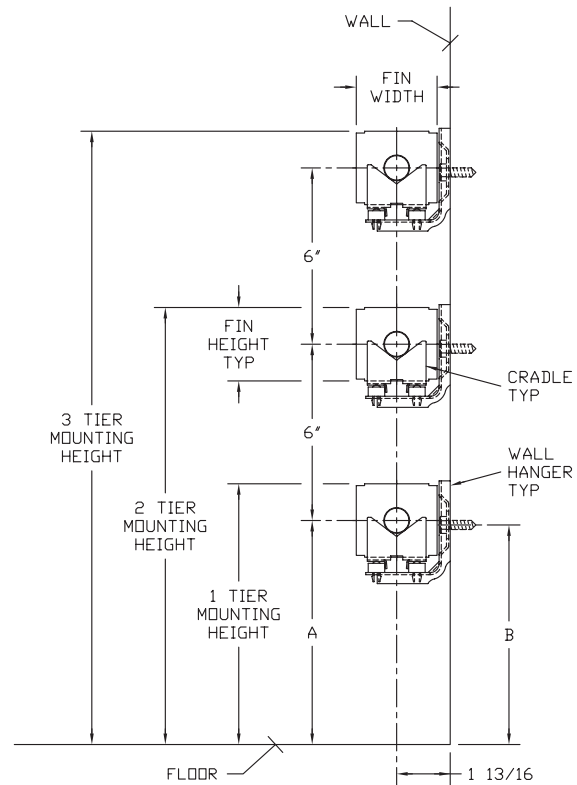 WALL
FIN
WIDTH
6"
FIN
HEIGHT
TYP
CRADLE
TYP
3 TIER
MOUNTING
HEIGHT
6"
WALL
HANGER
TYP
2 TIER
MOUNTING
HEIGHT
1 TIER
MOUNTING
HEIGHT
A
B
FLOOR
1 13/16